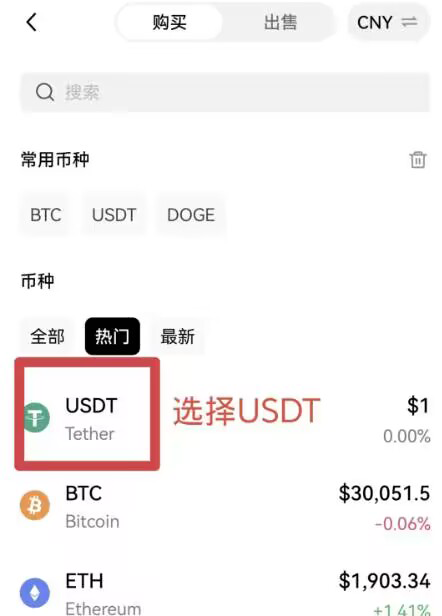 购买 出售 CNY
搜索
常用币种
BTC USDT DOGE
币种
全部 热门 最新
USDT 选择USDT $1
Tether 0.00%
BTC $30,051.5
Bitcoin -0.06%
ETH $1,903.34
Ethereum +1.41%